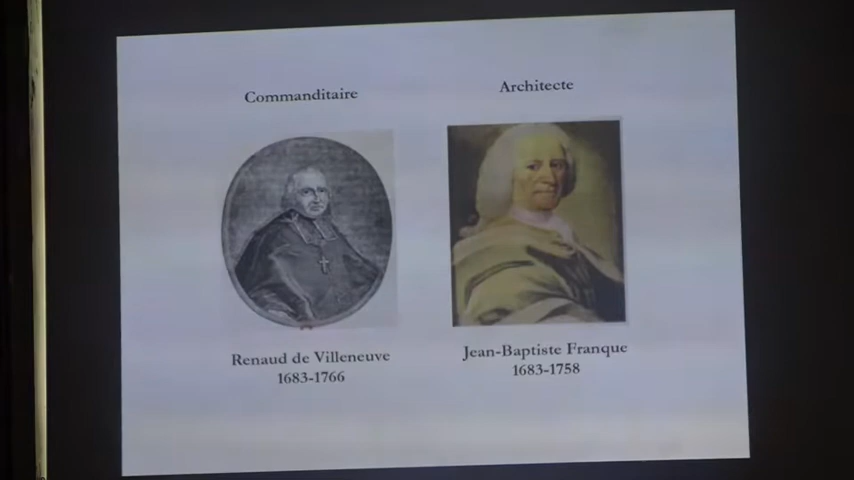 Commanditaire
Architecte
Renaud de Villeneuve
1683-1766
Jean-Baptiste Franque
1683-1758